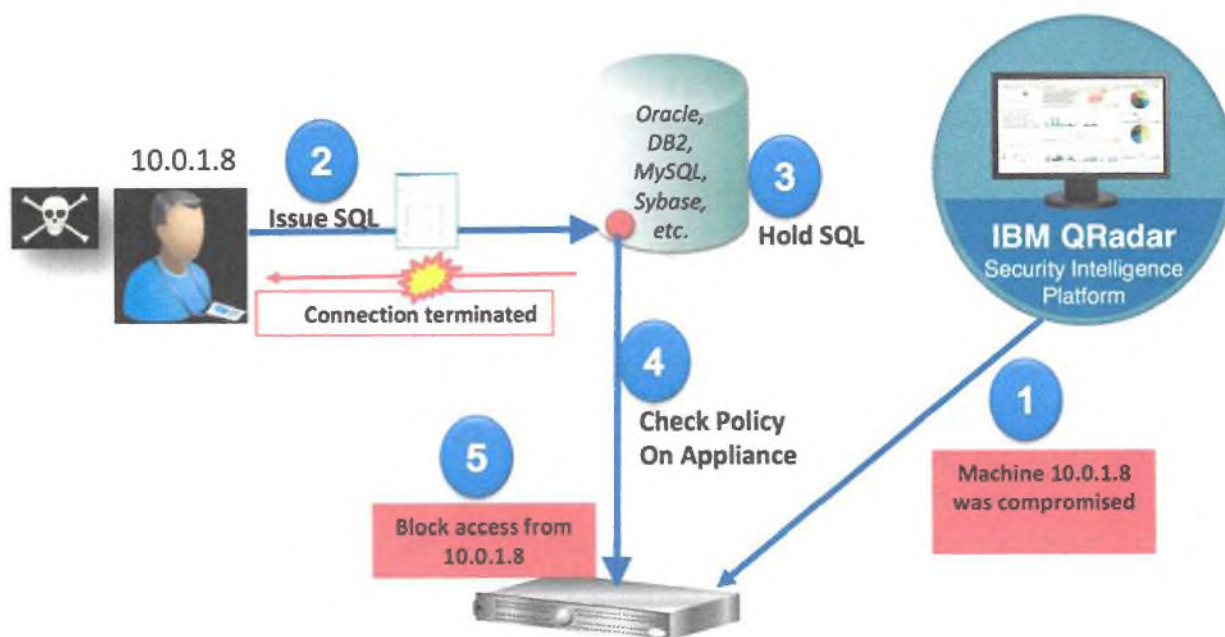 10.0.1.8
2
Issue SQL
Connection terminated
Oracle,
DB2,
MySQL,
Sybase,
etc.
3
Hold SQL
IBM QRadar
Security Intelligence
Platform
4
Check Policy
On Appliance
1
Machine 10.0.1.8
was compromised
5
Block access from
10.0.1.8